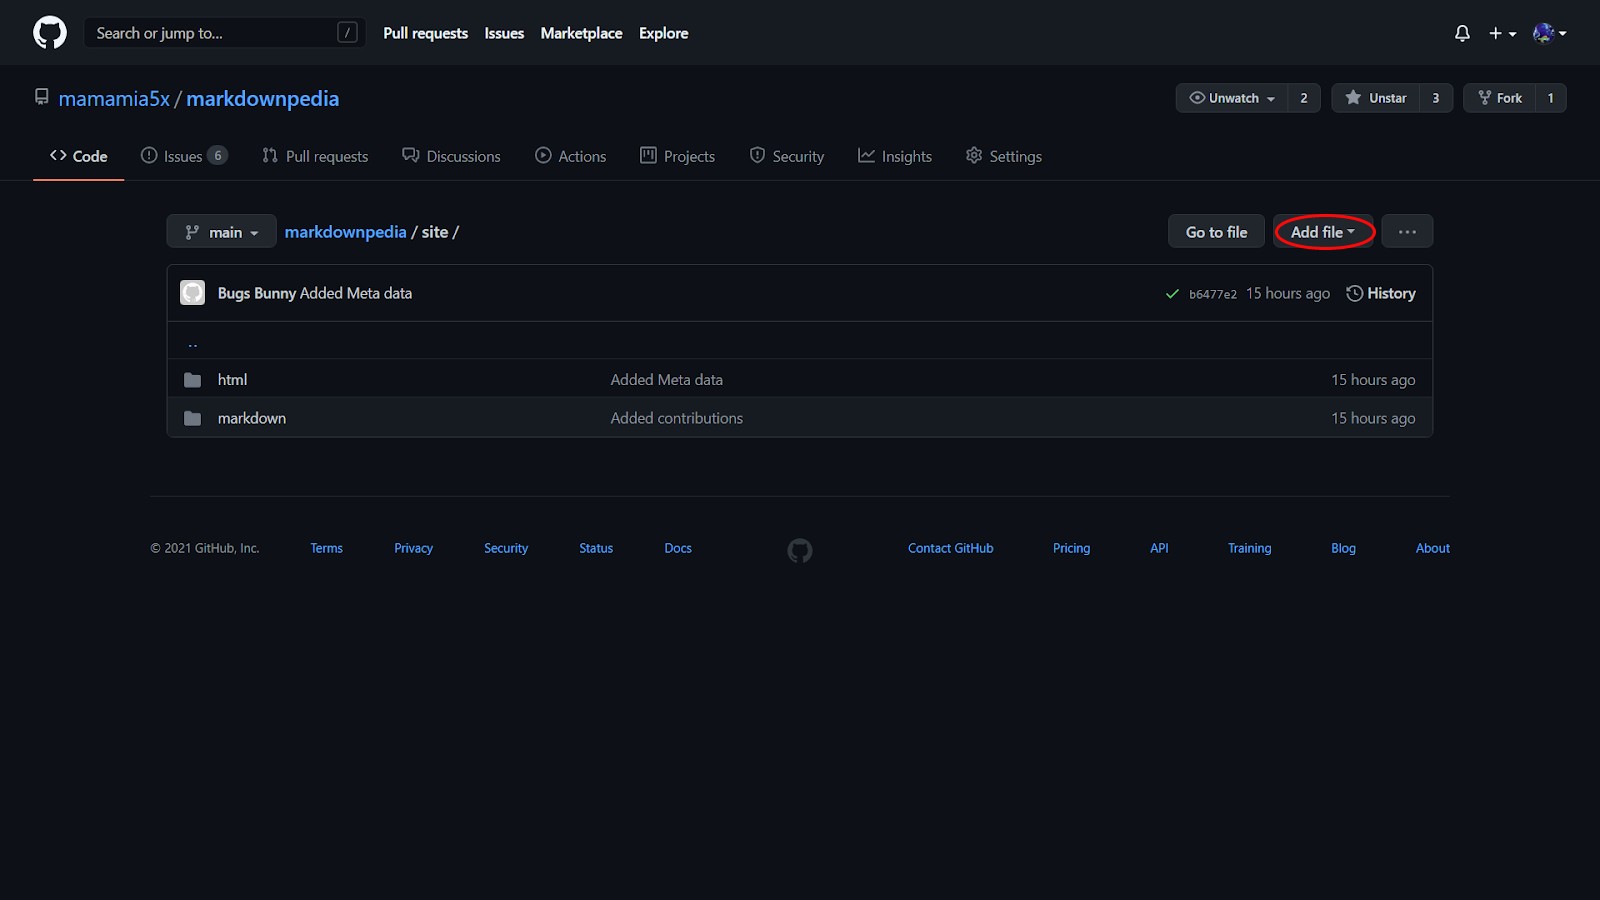 Search or jump to... / Pull requests Issues Marketplace Explore
mamamia5x / markdownpedia Unwatch 2 Unstar 3 Fork 1
Code Issues 6 Pull requests Discussions Actions Projects Security Insights Settings
main markdownpedia / site / Go to file Add file ...
Bugs Bunny Added Meta data b6477e2 15 hours ago History
..
html Added Meta data 15 hours ago
markdown Added contributions 15 hours ago
© 2021 GitHub, Inc. Terms Privacy Security Status Docs Contact GitHub Pricing API Training Blog About